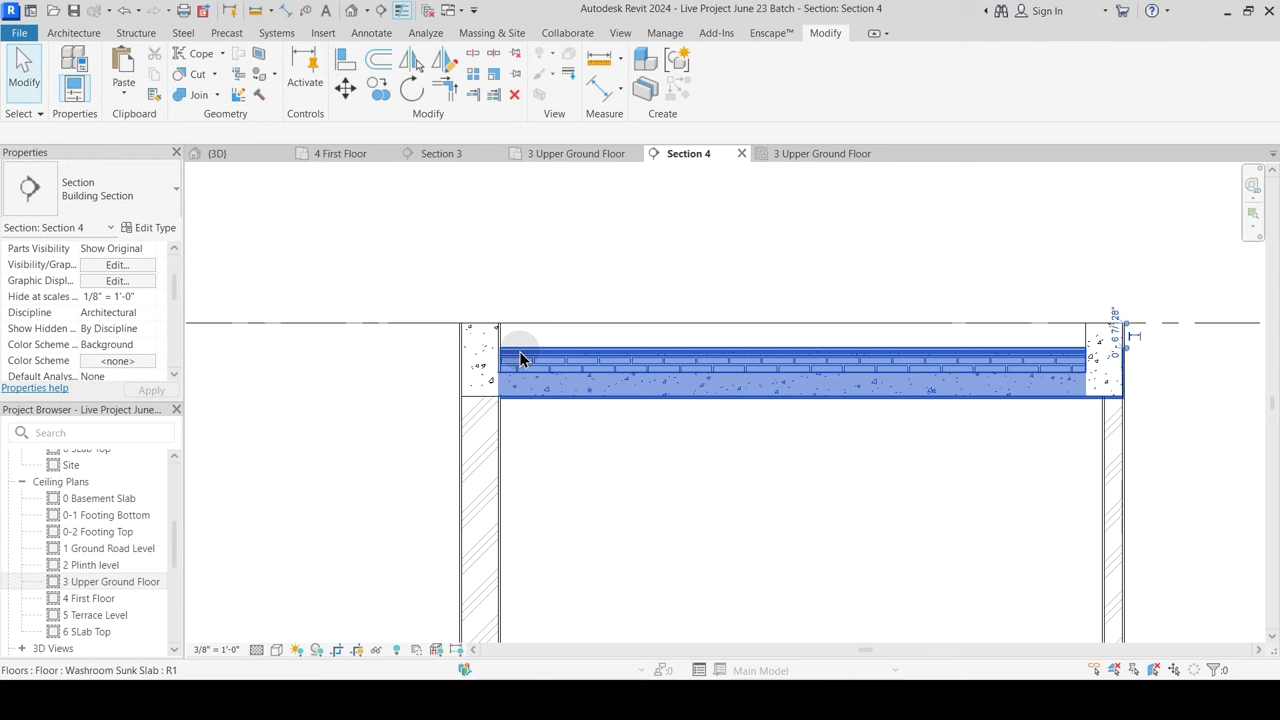 Autodesk Revit 2024 - Live Project June 23 Batch - Section: Section 4
Sign In
File Architecture Structure Steel Precast Systems Insert Annotate Analyze Massing & Site Collaborate View Manage Add-Ins Enscape™ Modify
Modify
Paste
Cope
Cut
Join
Activate
Select Properties Clipboard Geometry Controls Modify View Measure Create
Properties
{3D} 4 First Floor Section 3 3 Upper Ground Floor Section 4 3 Upper Ground Floor
Section
Building Section
Section: Section 4 Edit Type
Parts Visibility Show Original
Visibility/Grap... Edit...
Graphic Displ... Edit...
Hide at scales ... 1/8" = 1'-0"
Discipline Architectural
Show Hidden ... By Discipline
Color Scheme ... Background
Color Scheme <none>
Default Analys... None
Properties help Apply
Project Browser - Live Project June...
Search
Site
Ceiling Plans
0 Basement Slab
0-1 Footing Bottom
0-2 Footing Top
1 Ground Road Level
2 Plinth level
3 Upper Ground Floor
4 First Floor
5 Terrace Level
6 SLab Top
3D Views
3/8" = 1'-0"
Floors : Floor : Washroom Sunk Slab : R1
:0
Main Model
:0